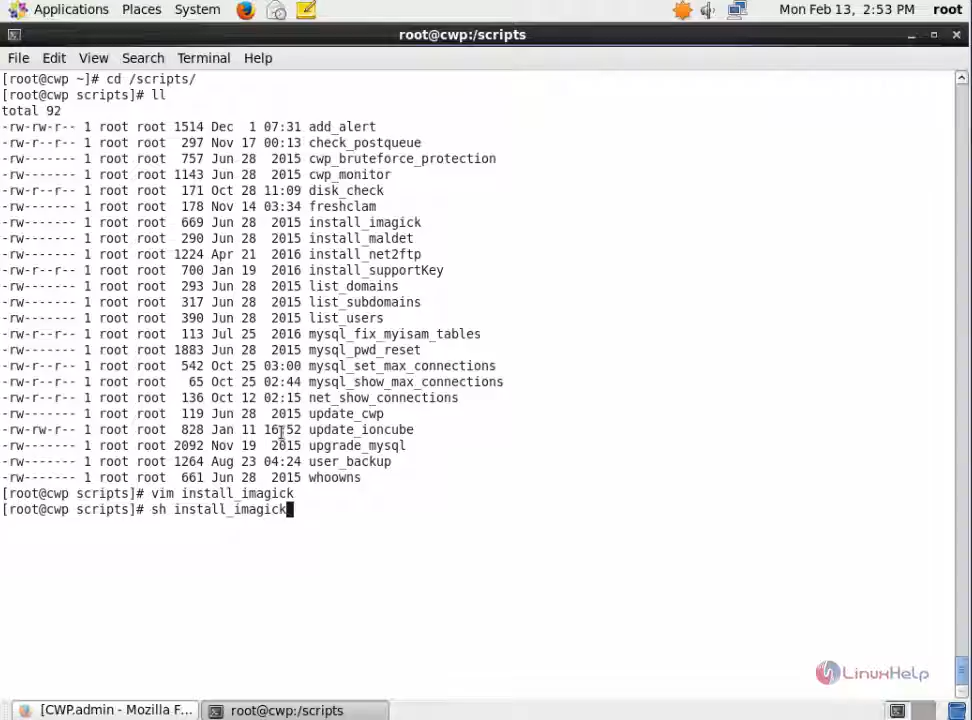 Applications Places System Mon Feb 13, 2:53 PM root
root@cwp:/scripts
File Edit View Search Terminal Help
[root@cwp ~]# cd /scripts/
[root@cwp scripts]# ll
total 92
-rw-rw-r-- 1 root root 1514 Dec  1 07:31 add_alert
-rw-r--r-- 1 root root  297 Nov 17 00:13 check_postqueue
-rw------- 1 root root  757 Jun 28  2015 cwp_bruteforce_protection
-rw------- 1 root root 1143 Jun 28  2015 cwp_monitor
-rw-r--r-- 1 root root  171 Oct 28 11:09 disk_check
-rw------- 1 root root  178 Nov 14 03:34 freshclam
-rw------- 1 root root  669 Jun 28  2015 install_imagick
-rw------- 1 root root  290 Jun 28  2015 install_maldet
-rw------- 1 root root 1224 Apr 21  2016 install_net2ftp
-rw-r--r-- 1 root root  700 Jan 19  2016 install_supportKey
-rw------- 1 root root  293 Jun 28  2015 list_domains
-rw------- 1 root root  317 Jun 28  2015 list_subdomains
-rw------- 1 root root  390 Jun 28  2015 list_users
-rw-r--r-- 1 root root  113 Jul 25  2016 mysql_fix_myisam_tables
-rw------- 1 root root 1883 Jun 28  2015 mysql_pwd_reset
-rw-r--r-- 1 root root  542 Oct 25 03:00 mysql_set_max_connections
-rw-r--r-- 1 root root   65 Oct 25 02:44 mysql_show_max_connections
-rw-r--r-- 1 root root  136 Oct 12 02:15 net_show_connections
-rw------- 1 root root  119 Jun 28  2015 update_cwp
-rw-rw-r-- 1 root root  828 Jan 11 16:52 update_ioncube
-rw------- 1 root root 2092 Nov 19  2015 upgrade_mysql
-rw------- 1 root root 1264 Aug 23 04:24 user_backup
-rw------- 1 root root  661 Jun 28  2015 whoowns
[root@cwp scripts]# vim install_imagick
[root@cwp scripts]# sh install_imagick
LinuxHelp
[CWP.admin - Mozilla F... root@cwp:/scripts